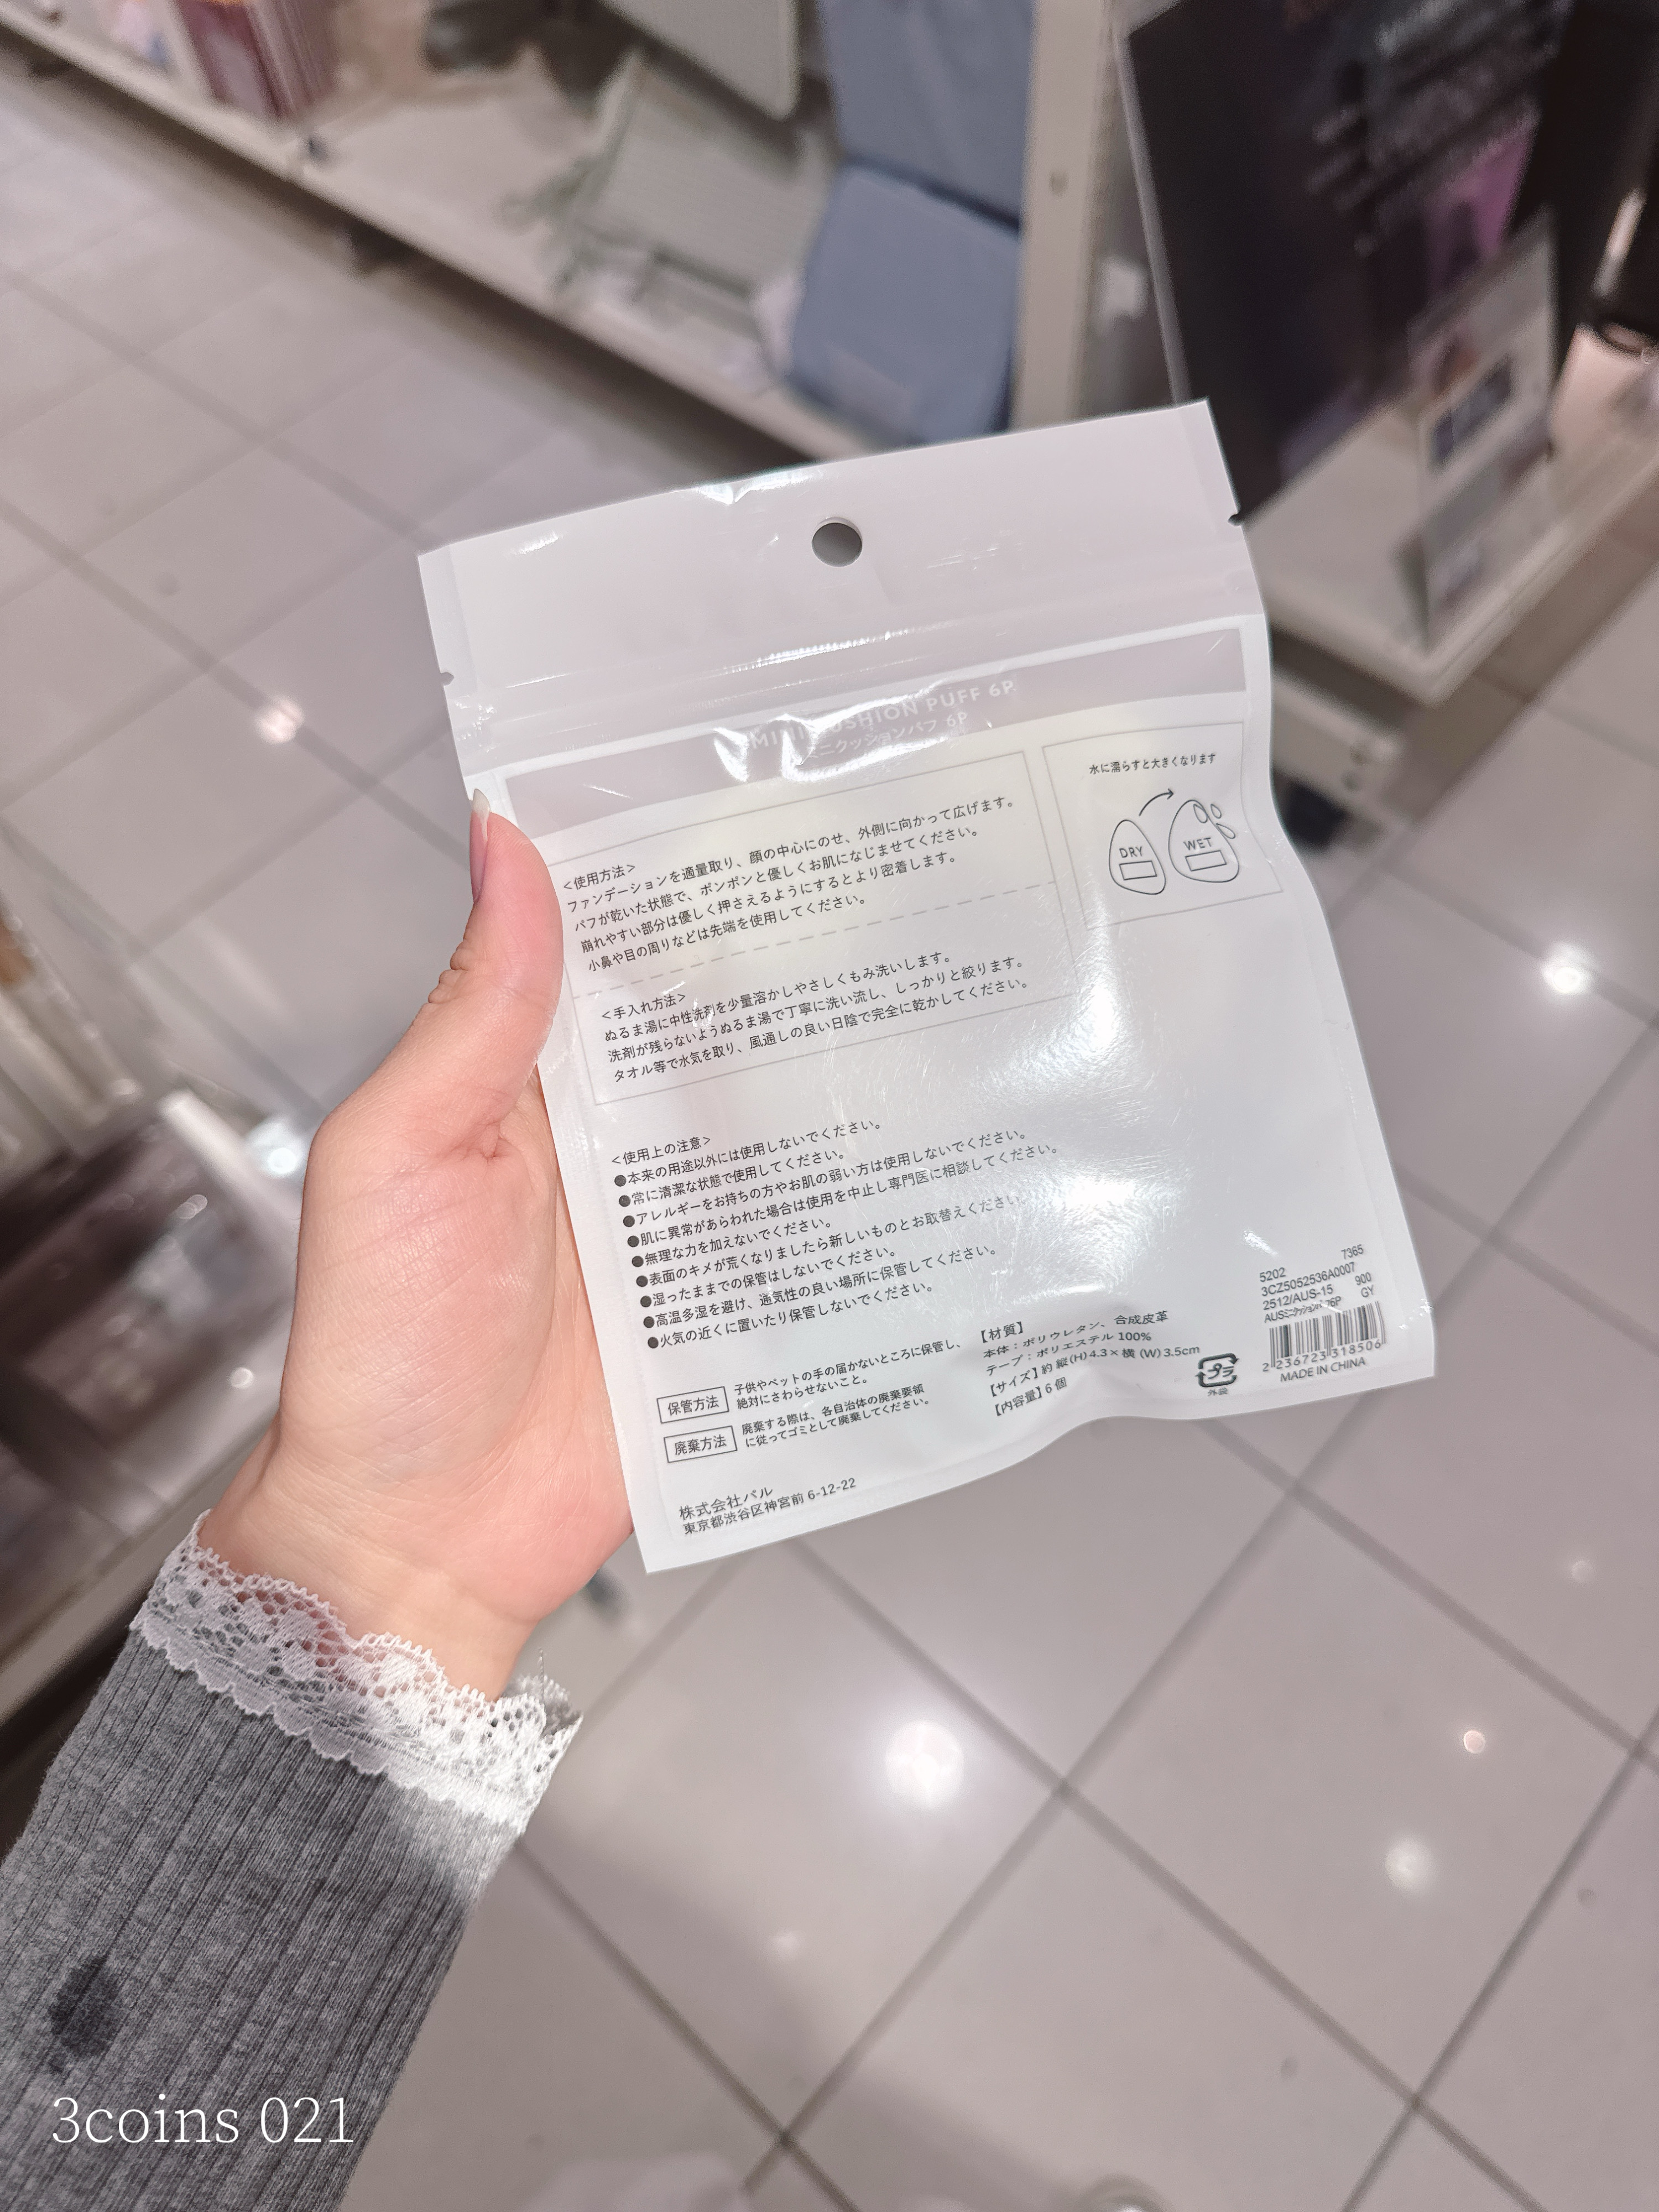 MINI CUSHION PUFF 6P
ミニクッションパフ 6P
<使用方法>
ファンデーションを適量取り、顔の中心にのせ、外側に向かって広げます。
パフが乾いた状態で、ポンポンと優しくお肌になじませてください。
崩れやすい部分は優しく押さえるようにするとより密着します。
小鼻や目の周りなどは先端を使用してください。
水に濡らすと大きくなります
DRY
WET
<手入れ方法>
ぬるま湯に中性洗剤を少量溶かしやさしくもみ洗いします。
洗剤が残らないようぬるま湯で丁寧に洗い流し、しっかりと絞ります。
タオル等で水気を取り、風通しの良い日陰で完全に乾かしてください。
<使用上の注意>
●本来の用途以外には使用しないでください。
●常に清潔な状態で使用してください。
●アレルギーをお持ちの方やお肌の弱い方は使用しないでください。
●肌に異常があらわれた場合は使用を中止し専門医に相談してください。
●無理な力を加えないでください。
●表面のキメが荒くなりましたら新しいものとお取替えください。
●湿ったままでの保管はしないでください。
●高温多湿を避け、通気性の良い場所に保管してください。
●火気の近くに置いたり保管しないでください。
保管方法
子供やペットの手の届かないところに保管し、
絶対にさわらせないこと。
廃棄方法
廃棄する際は、各自治体の廃棄要領
に従ってゴミとして廃棄してください。
【材質】
本体：ポリウレタン、合成皮革
テープ：ポリエステル 100%
【サイズ】約 縦(H)4.3×横(W)3.5cm
【内容量】6個
プラ
外袋
5202 7365
3CZ5052536A0007
2512/AUS-15 900
AUSミニクッションパフ6P GY
2 236723 318506
MADE IN CHINA
株式会社パル
東京都渋谷区神宮前 6-12-22
3coins 021